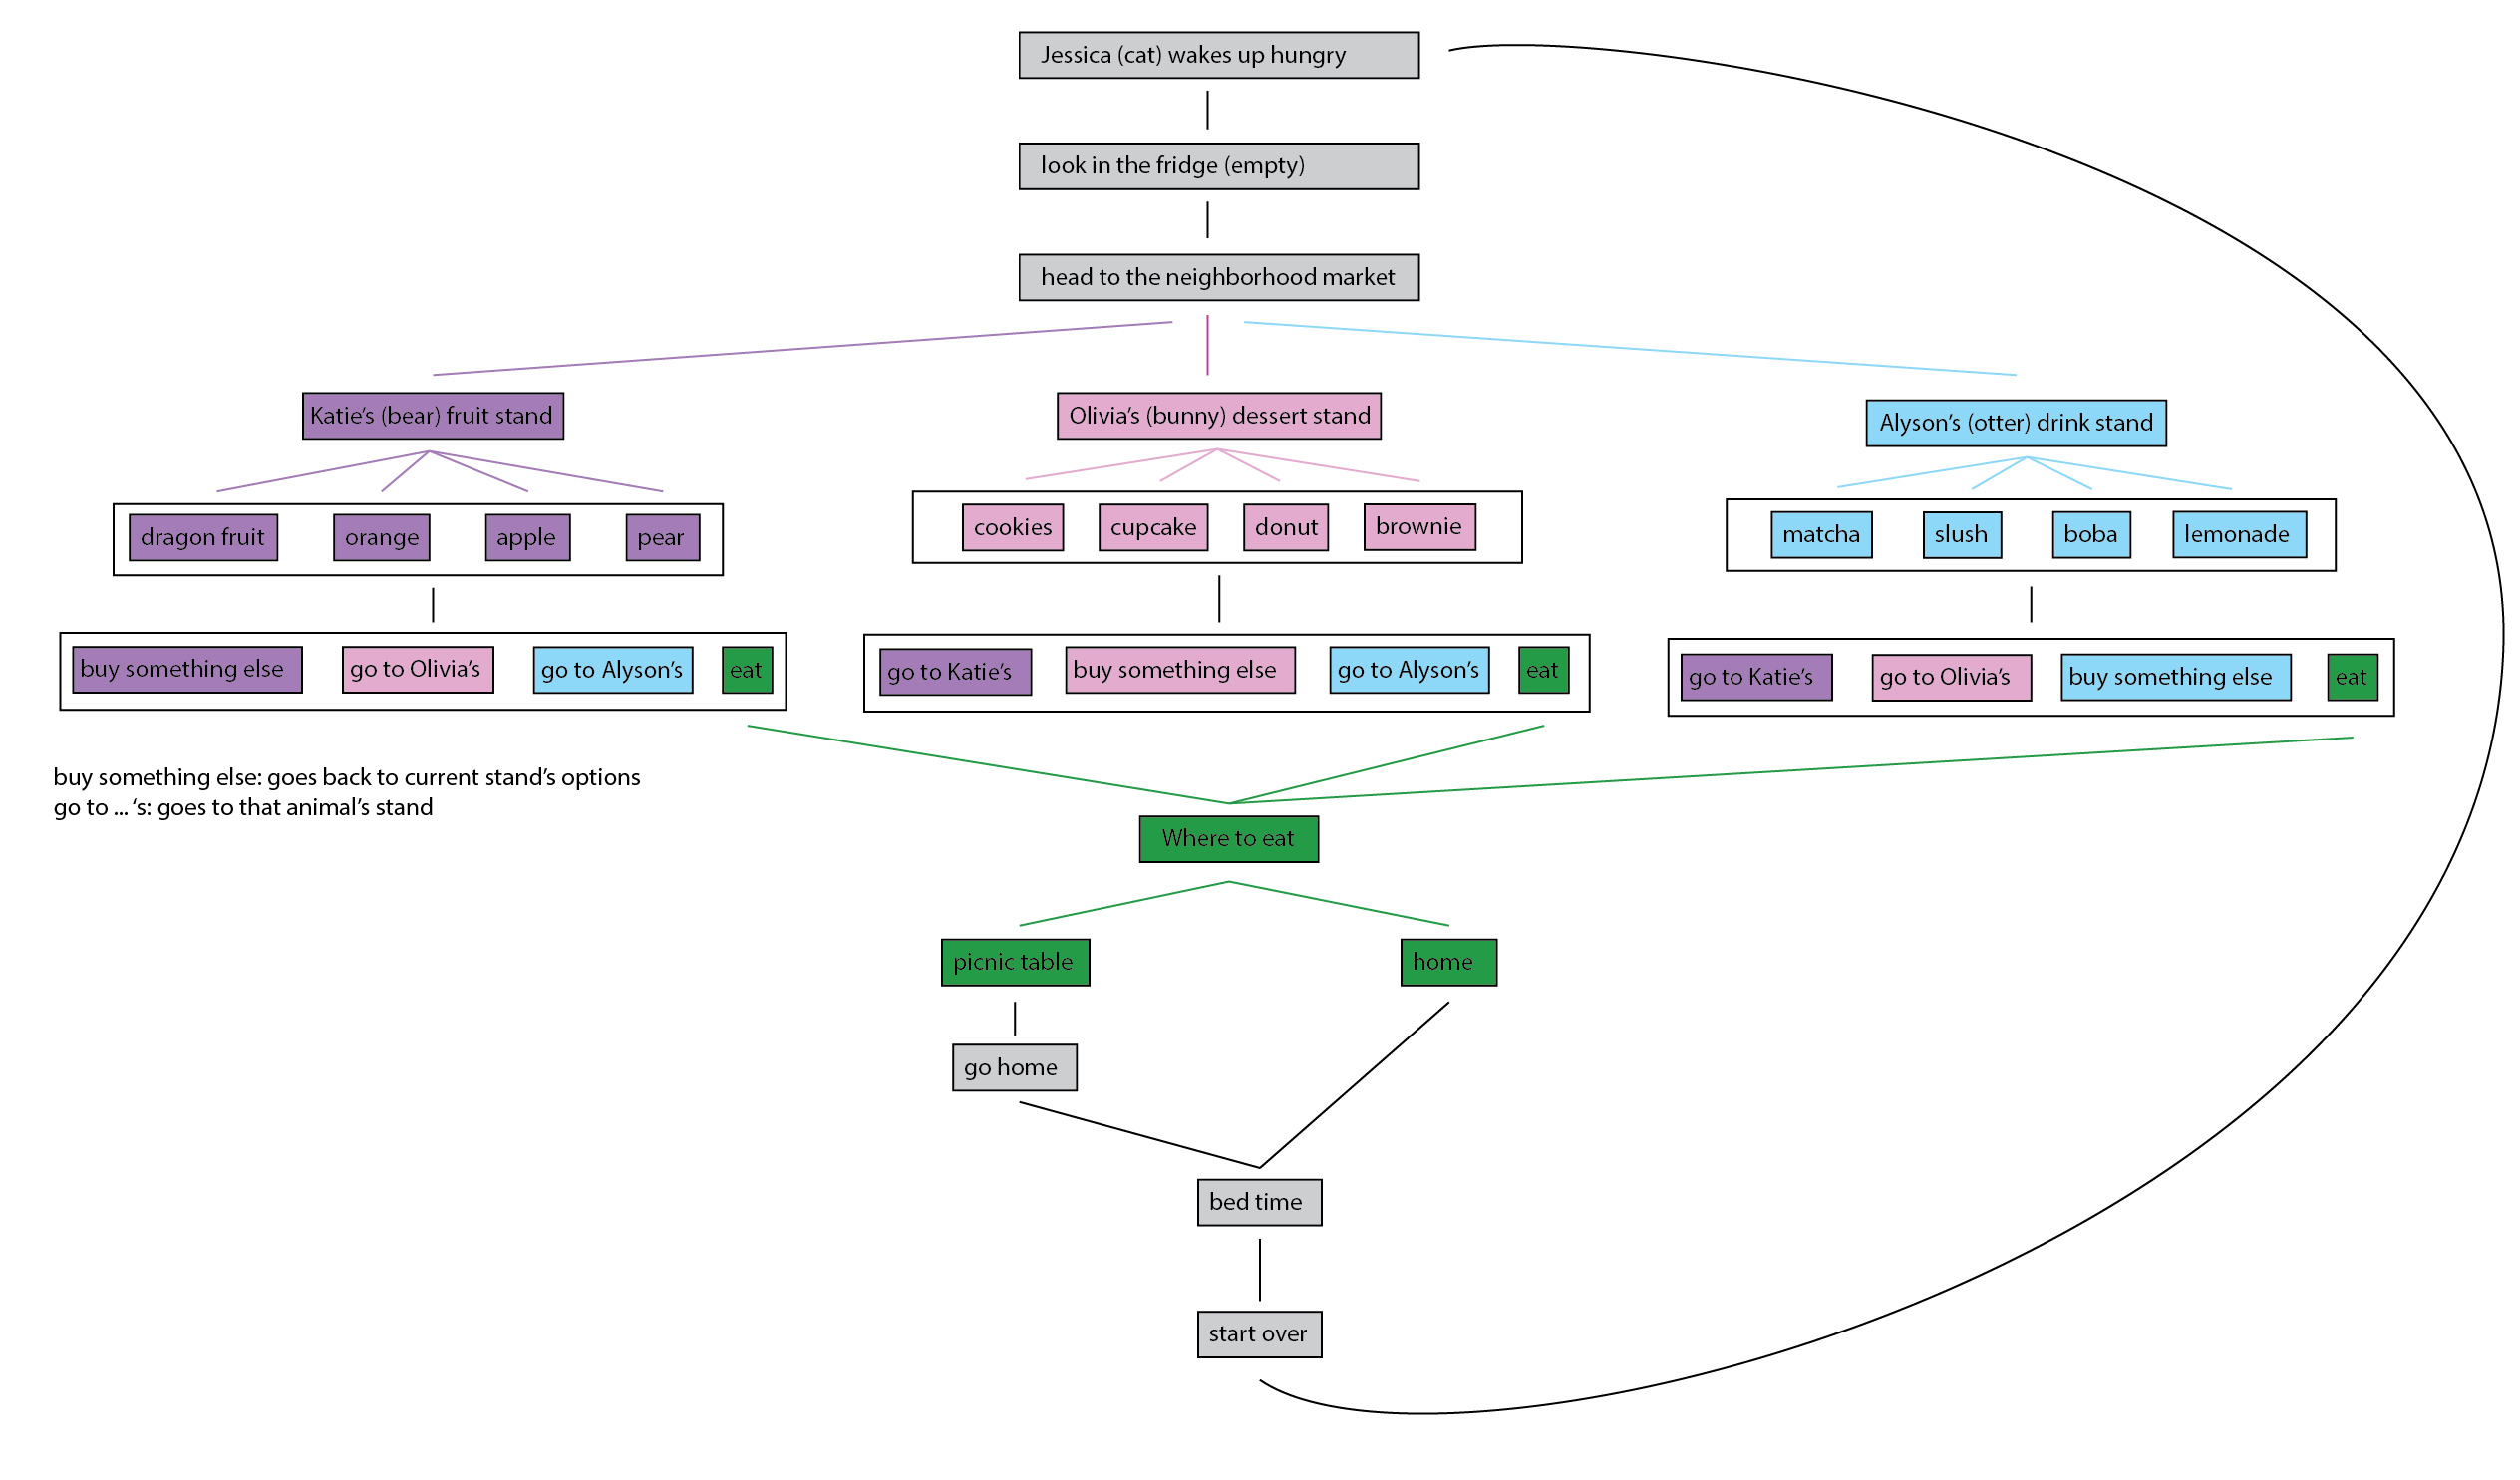 Jessica (cat) wakes up hungry
look in the fridge (empty)
head to the neighborhood market
Katie’s (bear) fruit stand
Olivia’s (bunny) dessert stand
Alyson’s (otter) drink stand
dragon fruit
orange
apple
pear
cookies
cupcake
donut
brownie
matcha
slush
boba
lemonade
buy something else
go to Olivia’s
go to Alyson’s
eat
go to Katie’s
buy something else
go to Alyson’s
eat
go to Katie’s
go to Olivia’s
buy something else
eat
buy something else: goes back to current stand’s options
go to ... ‘s: goes to that animal’s stand
Where to eat
picnic table
home
go home
bed time
start over